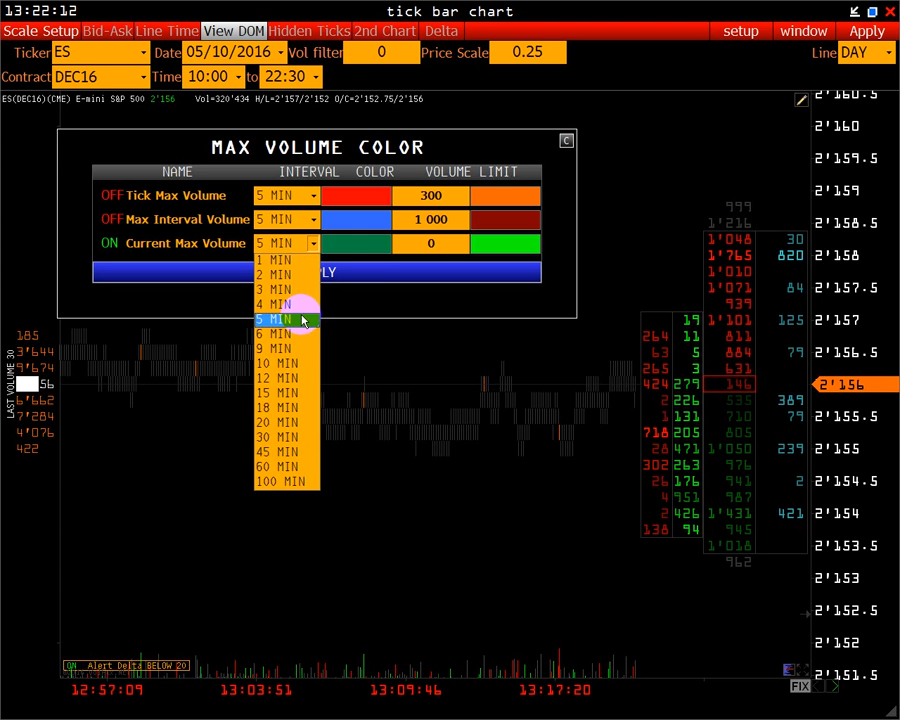 13:22:12
tick bar chart
Scale Setup Bid-Ask Line Time View DOM Hidden Ticks 2nd Chart Delta setup window Apply
Ticker ES Date 05/10/2016 Vol filter 0 Price Scale 0.25 Line DAY
Contract DEC16 Time 10:00 to 22:30
ES(DEC16)(CME) E-mini S&P 500 2'156 Vol=320'434 H/L=2'157/2'152 O/C=2'152.75/2'156
MAX VOLUME COLOR
C
NAME INTERVAL COLOR VOLUME LIMIT
OFF Tick Max Volume 5 MIN 300
OFF Max Interval Volume 5 MIN 1 000
ON Current Max Volume 5 MIN 0
PLY
1 MIN
2 MIN
3 MIN
4 MIN
5 MIN
6 MIN
9 MIN
10 MIN
12 MIN
15 MIN
18 MIN
20 MIN
30 MIN
45 MIN
60 MIN
100 MIN
LAST VOLUME 30
185
3'644
9'674
56
6'662
7'284
4'076
422
999
1'216
1'048 30
1'765 820
1'010
1'071 84
939
19 1'101 125
264 11 811
63 5 884 79
265 3 631
424 279 146
2 226 535 389
1 131 710 79
718 205 805
28 471 1'050 239
302 263 976
26 176 941 2
4 951 987
2 426 1'431 421
138 94 945
1'018
962
2'160.5
2'160
2'159.5
2'159
2'158.5
2'158
2'157.5
2'157
2'156.5
2'156
2'155.5
2'155
2'154.5
2'154
2'153.5
2'153
2'152.5
2'152
2'151.5
ON Alert Delta BELOW 20
12:57:09 13:03:51 13:09:46 13:17:20
FIX